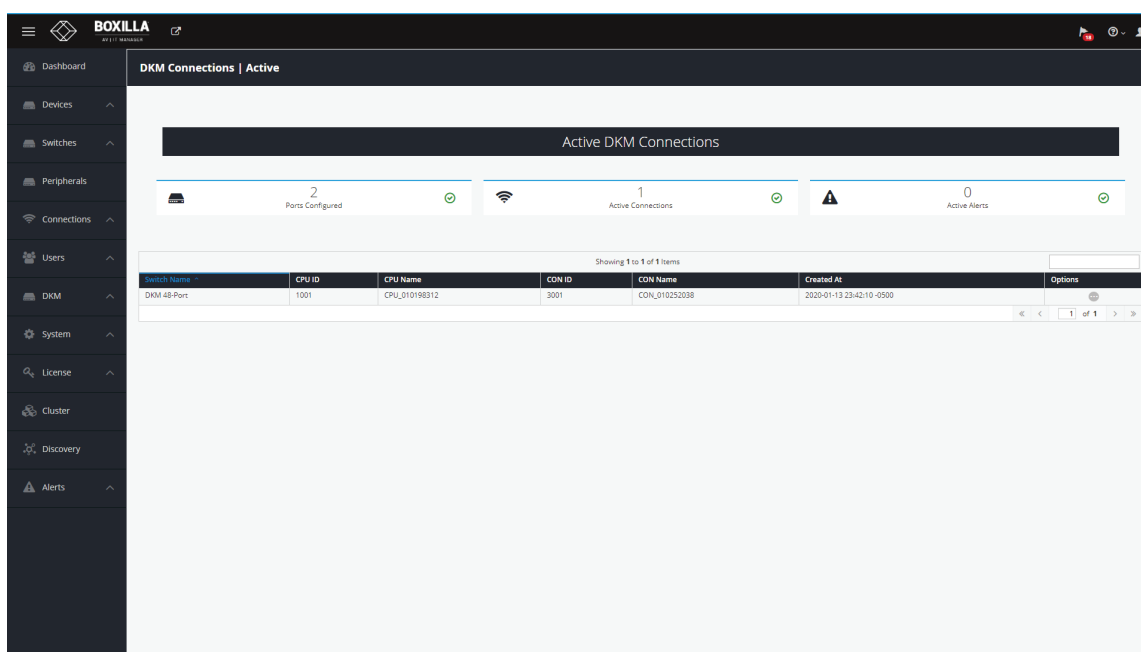 BOXILLA
AV | IT MANAGER
18
Dashboard
DKM Connections | Active
Devices
Switches
Active DKM Connections
Peripherals
2
Ports Configured
1
Active Connections
0
Active Alerts
Connections
Users
Showing 1 to 1 of 1 Items
Switch Name CPU ID CPU Name CON ID CON Name Created At Options
DKM
DKM 48-Port 1001 CPU_010198312 3001 CON_010252038 2020-01-13 23:42:10 -0500
1 of 1
System
License
Cluster
Discovery
Alerts